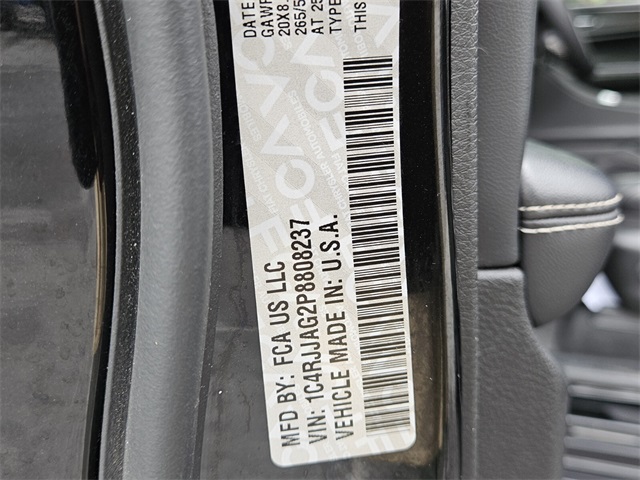 DATE
GAWR
20X8.
265/5
AT 25
TYPE
THIS
MFD BY: FCA US LLC
VIN: 1C4RJJAG2P8808237
VEHICLE MADE IN: U.S.A.